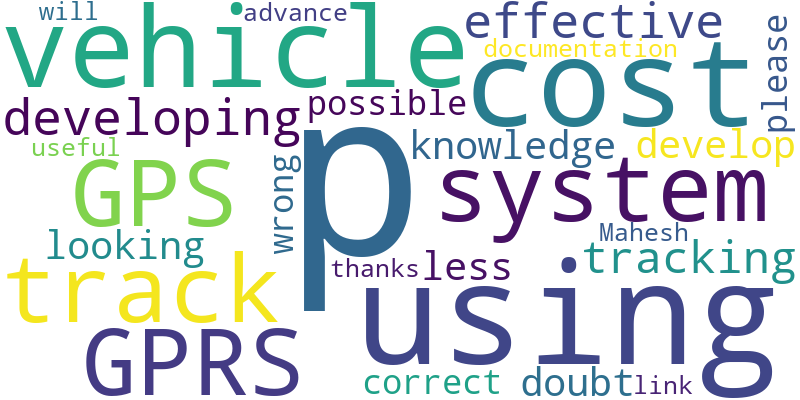 will
advance
vehicle
effective
documentation
cost
please
developing
possible
p
knowledge
develop
useful
GPS
wrong
system
looking
Mahesh
tracking
track
thanks
less
using
GPRS
correct
doubt
link